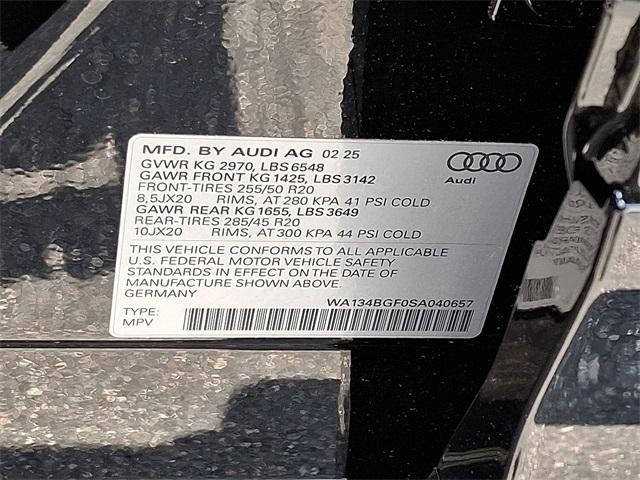 MFD. BY AUDI AG 02 25
GVWR KG 2970, LBS 6548
GAWR FRONT KG 1425, LBS 3142
FRONT-TIRES 255/50 R20
8,5JX20 RIMS, AT 280 KPA 41 PSI COLD
GAWR REAR KG 1655, LBS 3649
REAR-TIRES 285/45 R20
10JX20 RIMS, AT 300 KPA 44 PSI COLD
THIS VEHICLE CONFORMS TO ALL APPLICABLE
U.S. FEDERAL MOTOR VEHICLE SAFETY
STANDARDS IN EFFECT ON THE DATE OF
MANUFACTURE SHOWN ABOVE.
GERMANY
WA134BGF0SA040657
TYPE:
MPV
Audi